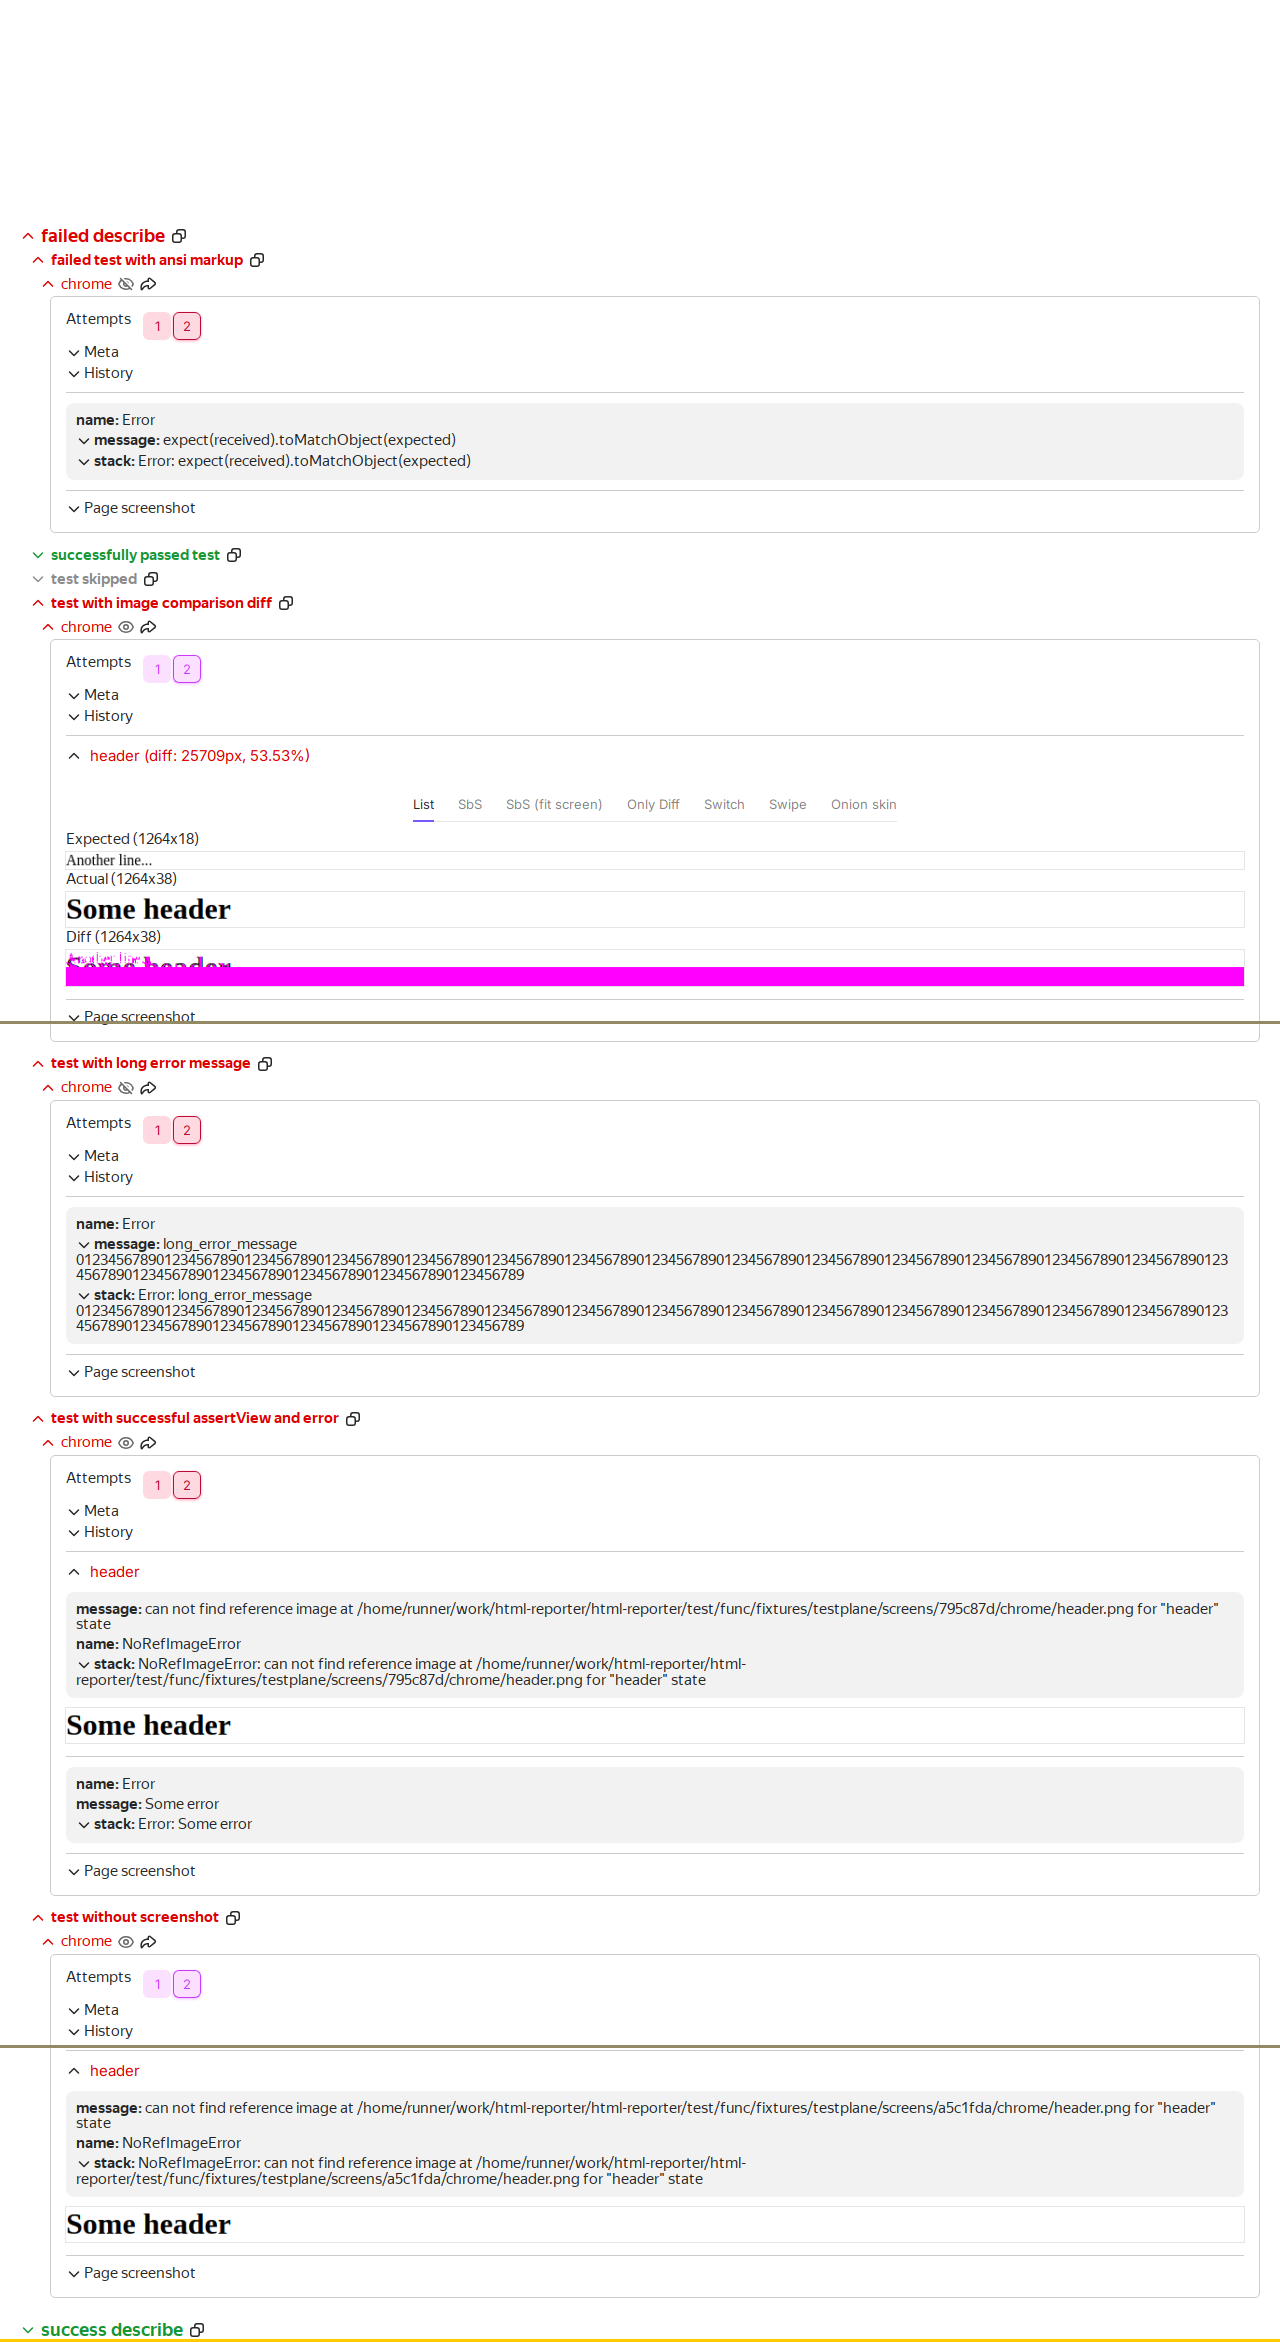 failed describe
failed test with ansi markup
chrome
Attempts 1 2
Meta
History
name: Error
message: expect(received).toMatchObject(expected)
stack: Error: expect(received).toMatchObject(expected)
Page screenshot
successfully passed test
test skipped
test with image comparison diff
chrome
Attempts 1 2
Meta
History
header (diff: 25709px, 53.53%)
List SbS SbS (fit screen) Only Diff Switch Swipe Onion skin
Expected (1264x18)
Another line...
Actual (1264x38)
Some header
Diff (1264x38)
Page screenshot
test with long error message
chrome
Attempts 1 2
Meta
History
name: Error
message: long_error_message
0123456789012345678901234567890123456789012345678901234567890123456789012345678901234567890123456789012345678901234567890123456789012345678901234567890123
45678901234567890123456789012345678901234567890123456789
stack: Error: long_error_message
0123456789012345678901234567890123456789012345678901234567890123456789012345678901234567890123456789012345678901234567890123456789012345678901234567890123
45678901234567890123456789012345678901234567890123456789
Page screenshot
test with successful assertView and error
chrome
Attempts 1 2
Meta
History
header
message: can not find reference image at /home/runner/work/html-reporter/html-reporter/test/func/fixtures/testplane/screens/795c87d/chrome/header.png for "header"
state
name: NoRefImageError
stack: NoRefImageError: can not find reference image at /home/runner/work/html-reporter/html-
reporter/test/func/fixtures/testplane/screens/795c87d/chrome/header.png for "header" state
Some header
name: Error
message: Some error
stack: Error: Some error
Page screenshot
test without screenshot
chrome
Attempts 1 2
Meta
History
header
message: can not find reference image at /home/runner/work/html-reporter/html-reporter/test/func/fixtures/testplane/screens/a5c1fda/chrome/header.png for "header"
state
name: NoRefImageError
stack: NoRefImageError: can not find reference image at /home/runner/work/html-reporter/html-
reporter/test/func/fixtures/testplane/screens/a5c1fda/chrome/header.png for "header" state
Some header
Page screenshot
success describe